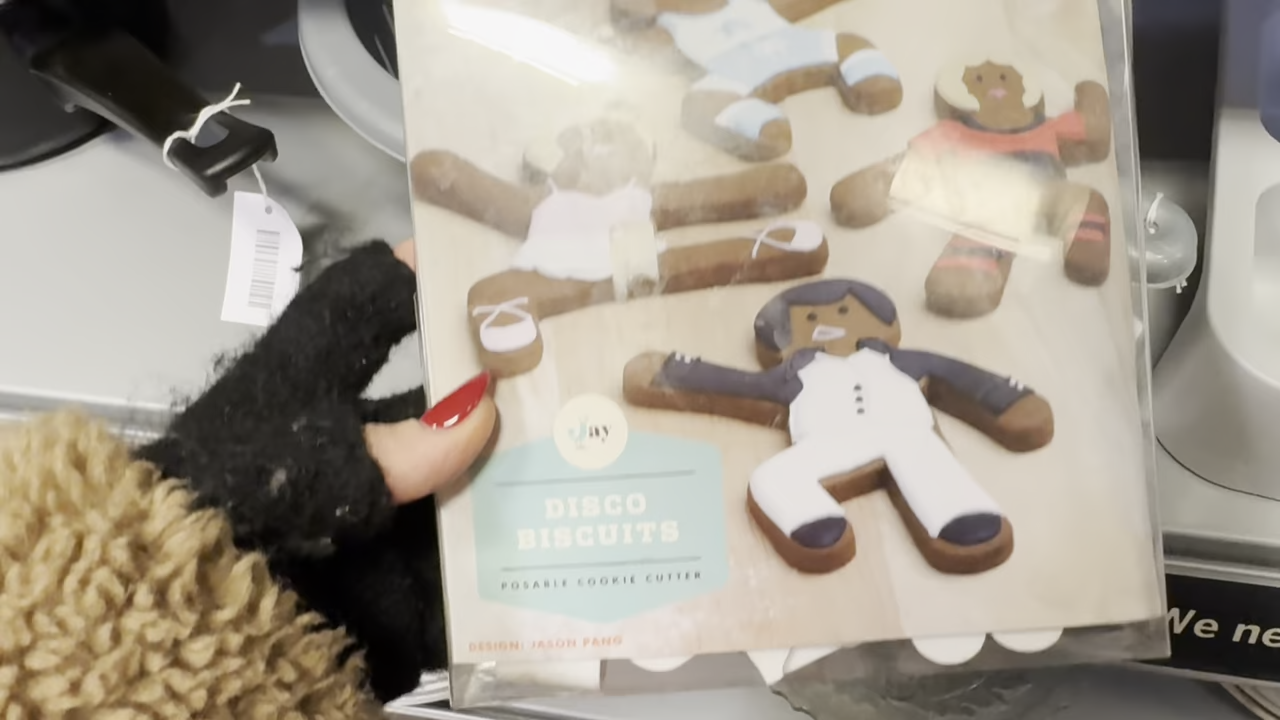 Jay
DISCO
BISCUITS
POSABLE COOKIE CUTTER
DESIGN: JASON PANG
We ne